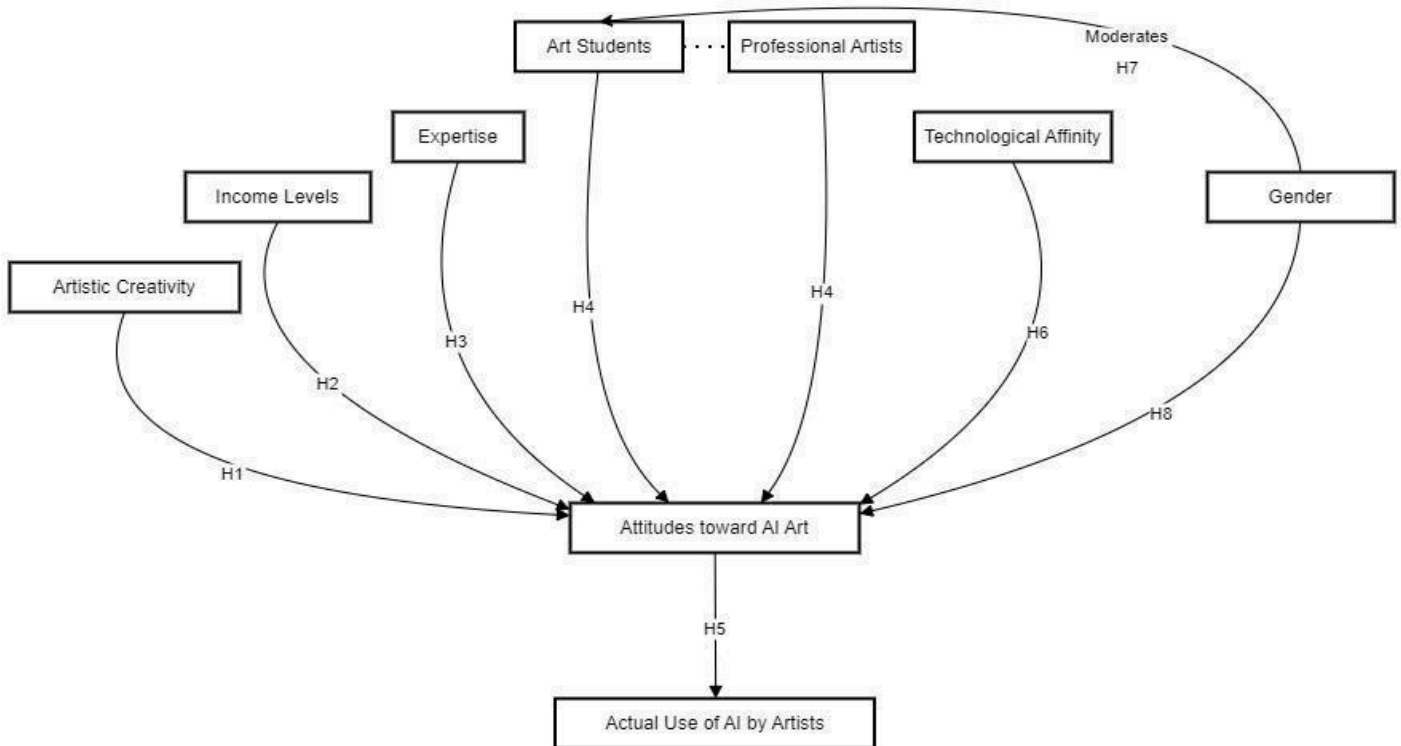 Art Students
Professional Artists
Moderates
H7
Expertise
Technological Affinity
Income Levels
Gender
Artistic Creativity
H4
H4
H3
H6
H2
H8
H1
Attitudes toward AI Art
H5
Actual Use of AI by Artists